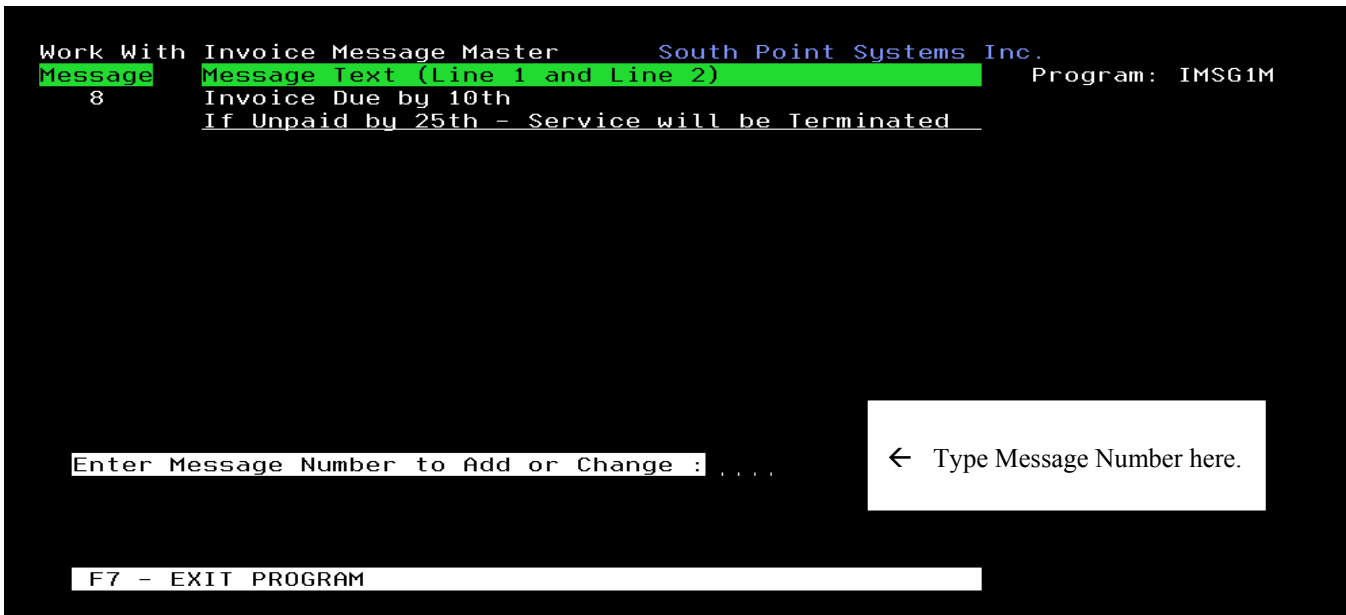 Work With Invoice Message Master South Point Systems Inc.
Message Message Text (Line 1 and Line 2) Program: IMSG1M
8 Invoice Due by 10th
If Unpaid by 25th - Service will be Terminated
Enter Message Number to Add or Change : .... ← Type Message Number here.
F7 - EXIT PROGRAM